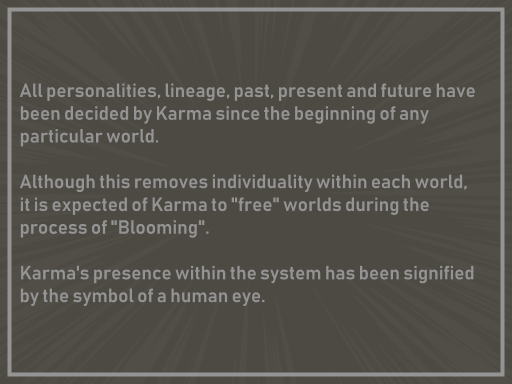 All personalities, lineage, past, present and future have
been decided by Karma since the beginning of any
particular world.
Although this removes individuality within each world,
it is expected of Karma to "free" worlds during the
process of "Blooming".
Karma's presence within the system has been signified
by the symbol of a human eye.